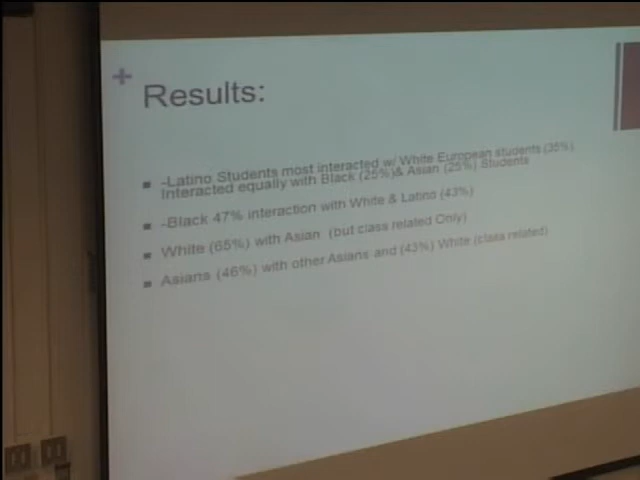 +
Results:
-Latino Students most interacted w/ White European students (35%)
Interacted equally with Black (25%)& Asian (25%) Students
-Black 47% interaction with White & Latino (43%)
White (65%) with Asian (but class related Only)
Asians (46%) with other Asians and (43%) White (class related)